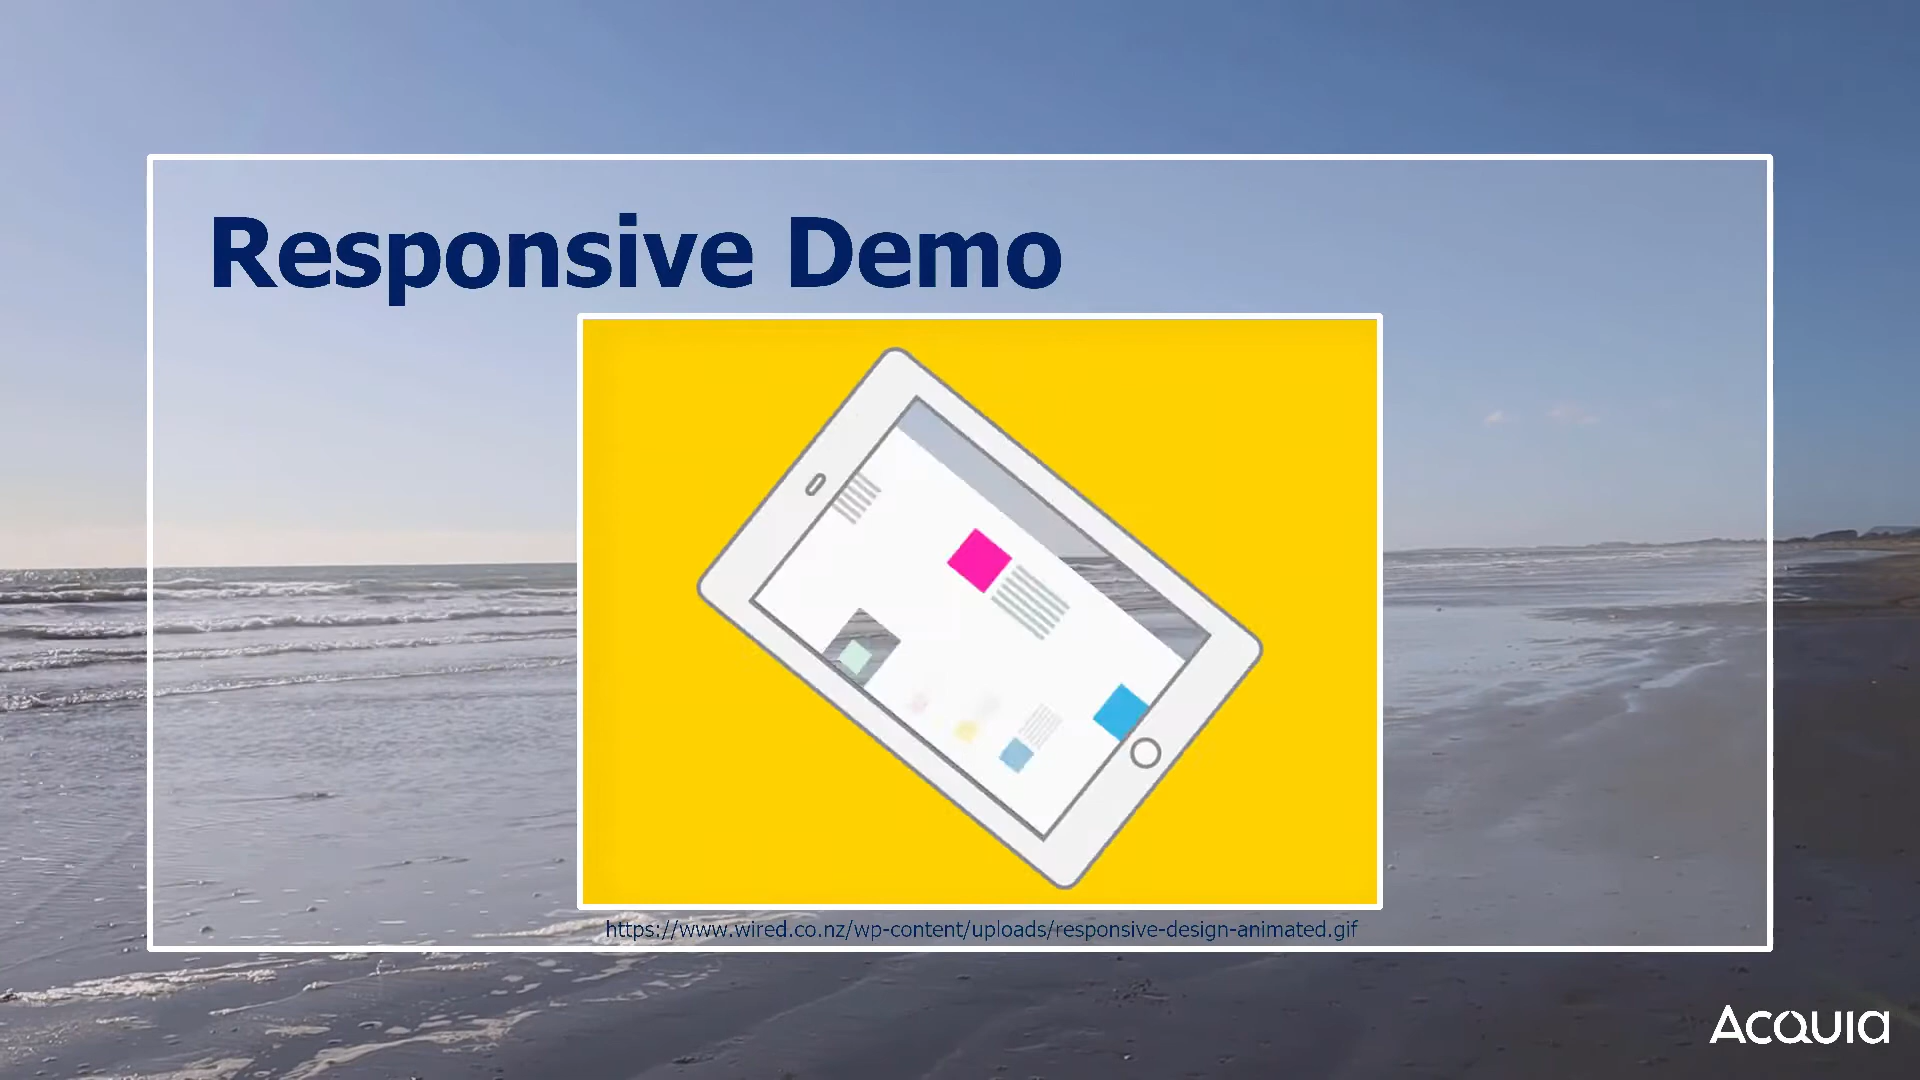 Responsive Demo
https://www.wired.co.nz/wp-content/uploads/responsive-design-animated.gif
Acquia